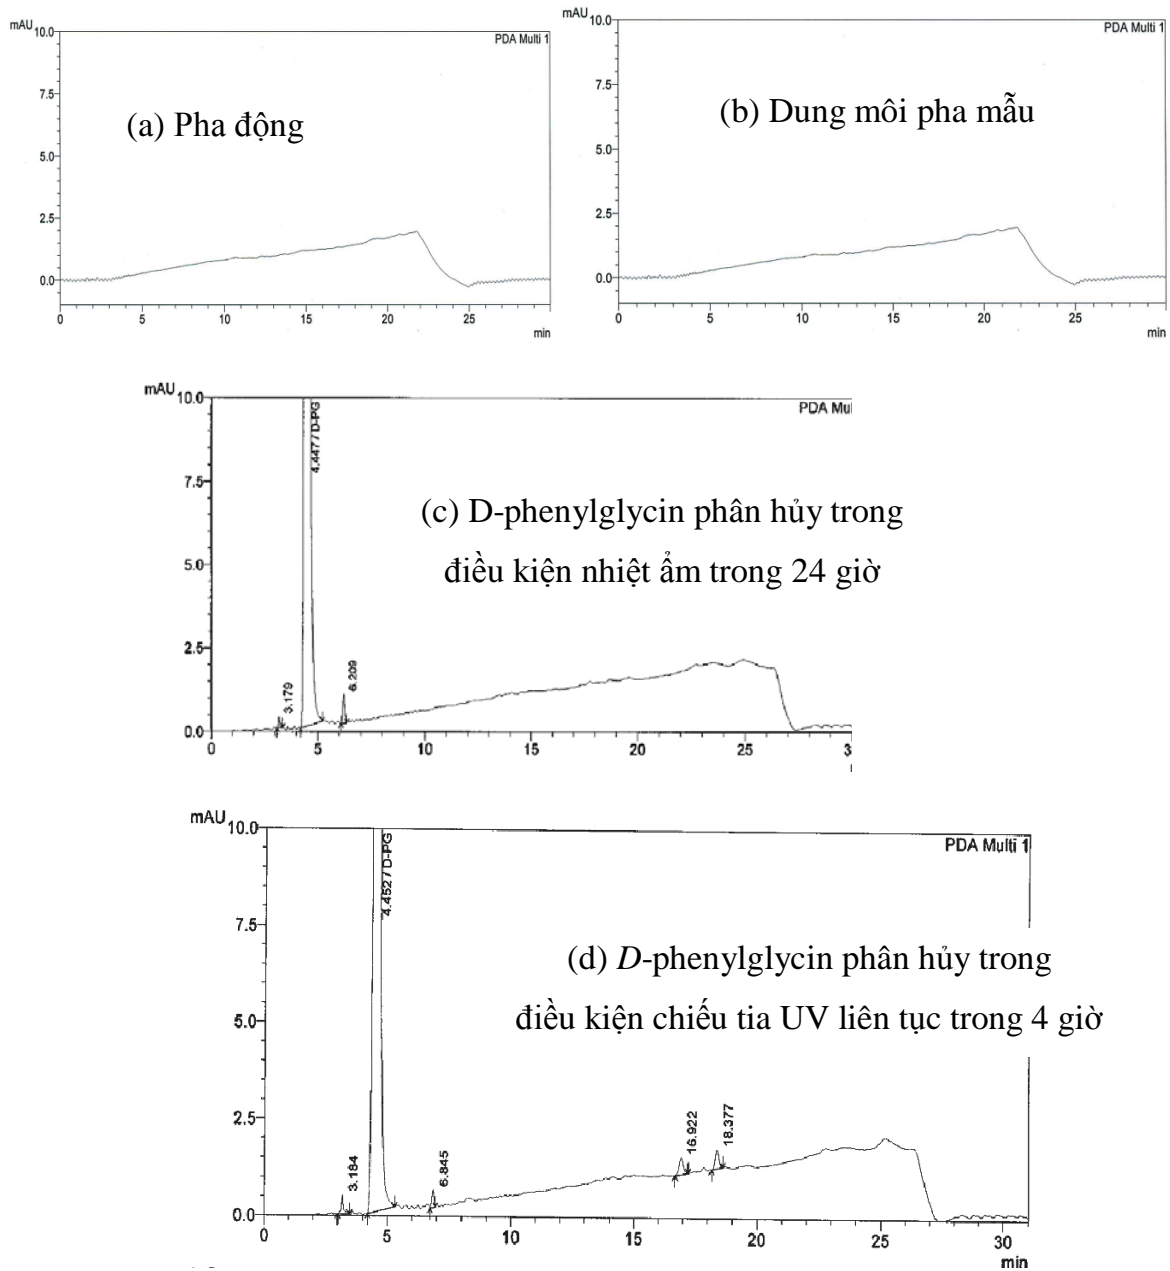 mAU
10.0
PDA Multi 1
7.5
(a) Pha động
5.0
2.5
0.0
0 5 10 15 20 25
min
mAU
10.0
PDA Multi 1
7.5
(b) Dung môi pha mẫu
5.0
2.5
0.0
0 5 10 15 20 25
min
mAU
10.0
PDA Mul
4.447 / D-PG
7.5
(c) D-phenylglycin phân hủy trong
điều kiện nhiệt ẩm trong 24 giờ
5.0
2.5
3.179
6.209
0.0
0 5 10 15 20 25 3
mAU
10.0
PDA Multi 1
4.452 / D-PG
7.5
(d) D-phenylglycin phân hủy trong
điều kiện chiếu tia UV liên tục trong 4 giờ
5.0
2.5
3.184
6.845
16.922
18.377
0.0
0 5 10 15 20 25 30
min